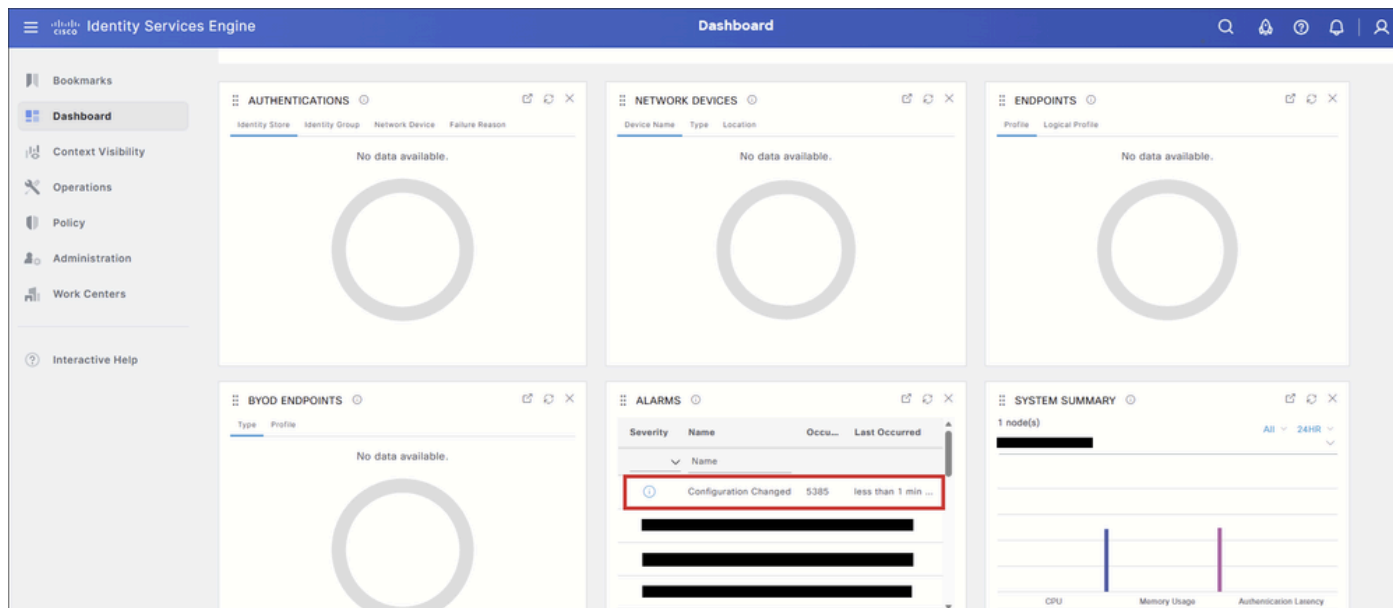 cisco Identity Services Engine
Dashboard
Bookmarks
Dashboard
Context Visibility
Operations
Policy
Administration
Work Centers
Interactive Help
AUTHENTICATIONS
Identity Store Identity Group Network Device Failure Reason
No data available.
NETWORK DEVICES
Device Name Type Location
No data available.
ENDPOINTS
Profile Logical Profile
No data available.
BYOD ENDPOINTS
Type Profile
No data available.
ALARMS
Severity Name Occu... Last Occurred
Name
Configuration Changed 5385 less than 1 min ...
SYSTEM SUMMARY
1 node(s)
All 24HR
CPU Memory Usage Authentication Latency